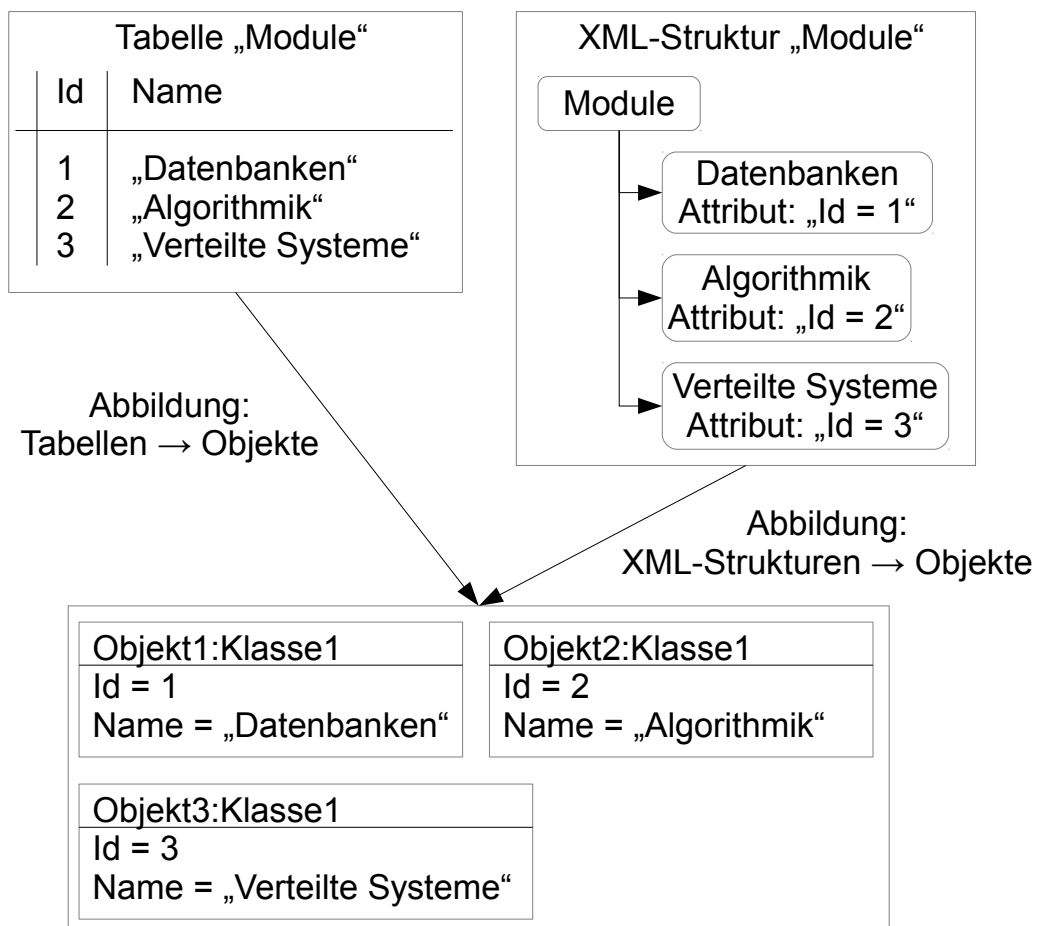 Tabelle „Module“
Id Name
1 „Datenbanken“
2 „Algorithmik“
3 „Verteilte Systeme“
XML-Struktur „Module“
Module
Datenbanken
Attribut: „Id = 1“
Algorithmik
Attribut: „Id = 2“
Verteilte Systeme
Attribut: „Id = 3“
Abbildung:
Tabellen → Objekte
Abbildung:
XML-Strukturen → Objekte
Objekt1:Klasse1
Id = 1
Name = „Datenbanken“
Objekt2:Klasse1
Id = 2
Name = „Algorithmik“
Objekt3:Klasse1
Id = 3
Name = „Verteilte Systeme“